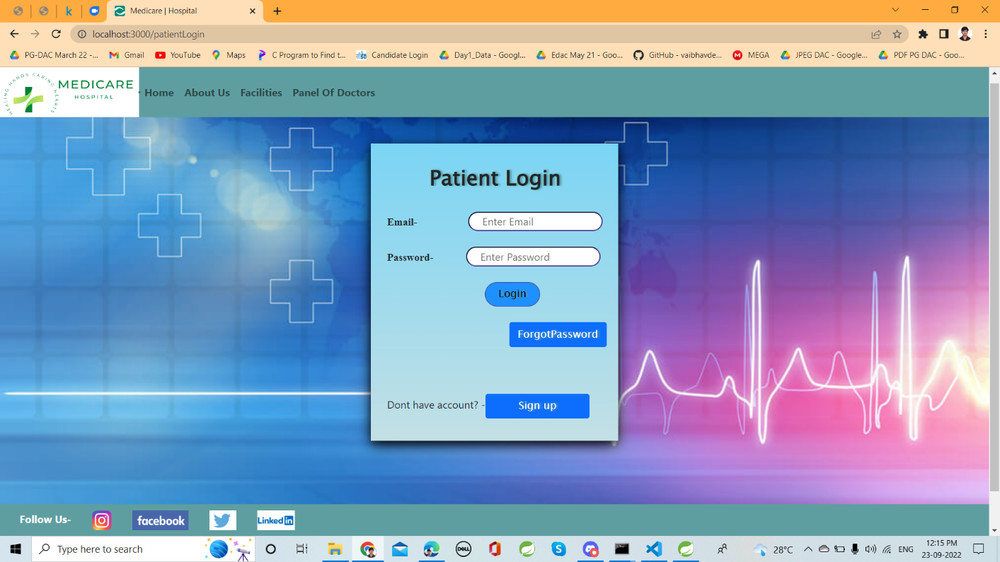 Medicare | Hospital
localhost:3000/patientLogin
PG-DAC March 22 -... Gmail YouTube Maps C Program to Find t... Candidate Login Day1_Data - Googl... Edac May 21 - Goo... GitHub - vaibhavde... MEGA JPEG DAC - Google... PDF PG DAC - Goo...
HEALING HANDS CARING HEARTS
MEDICARE
HOSPITAL
Home About Us Facilities Panel Of Doctors
Patient Login
Email- Enter Email
Password- Enter Password
Login
ForgotPassword
Dont have account? - Sign up
Follow Us- facebook Linked in
Type here to search
DELL
28°C ENG 12:15 PM
23-09-2022